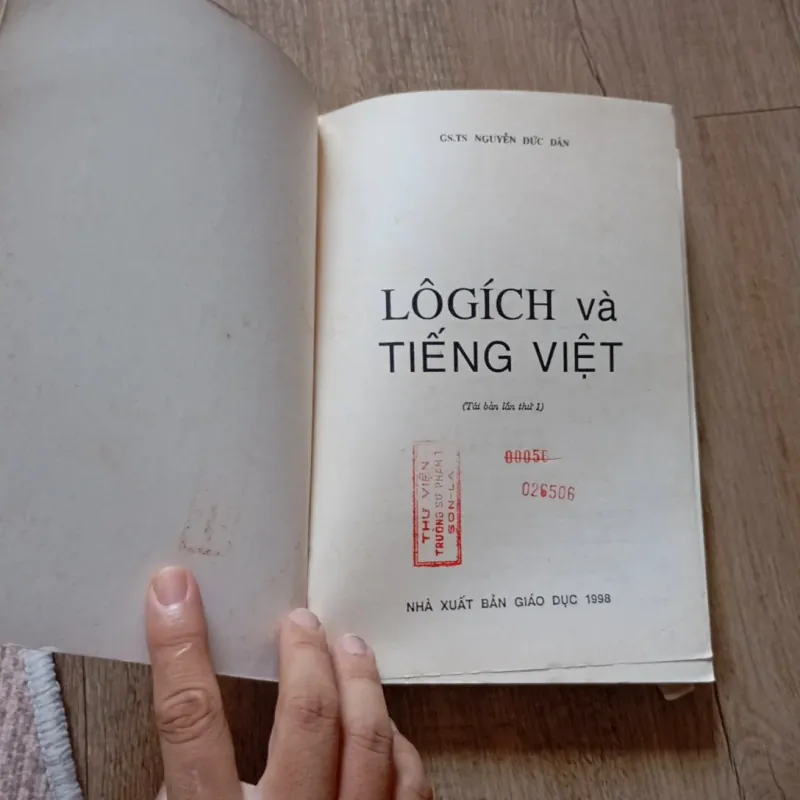 GS.TS NGUYỄN ĐỨC DÂN
LÔGÍCH và
TIẾNG VIỆT
(Tái bản lần thứ 1)
THƯ VIỆN
TRƯỜNG SƯ PHẠM 1
SƠN-LA
026506
NHÀ XUẤT BẢN GIÁO DỤC 1998